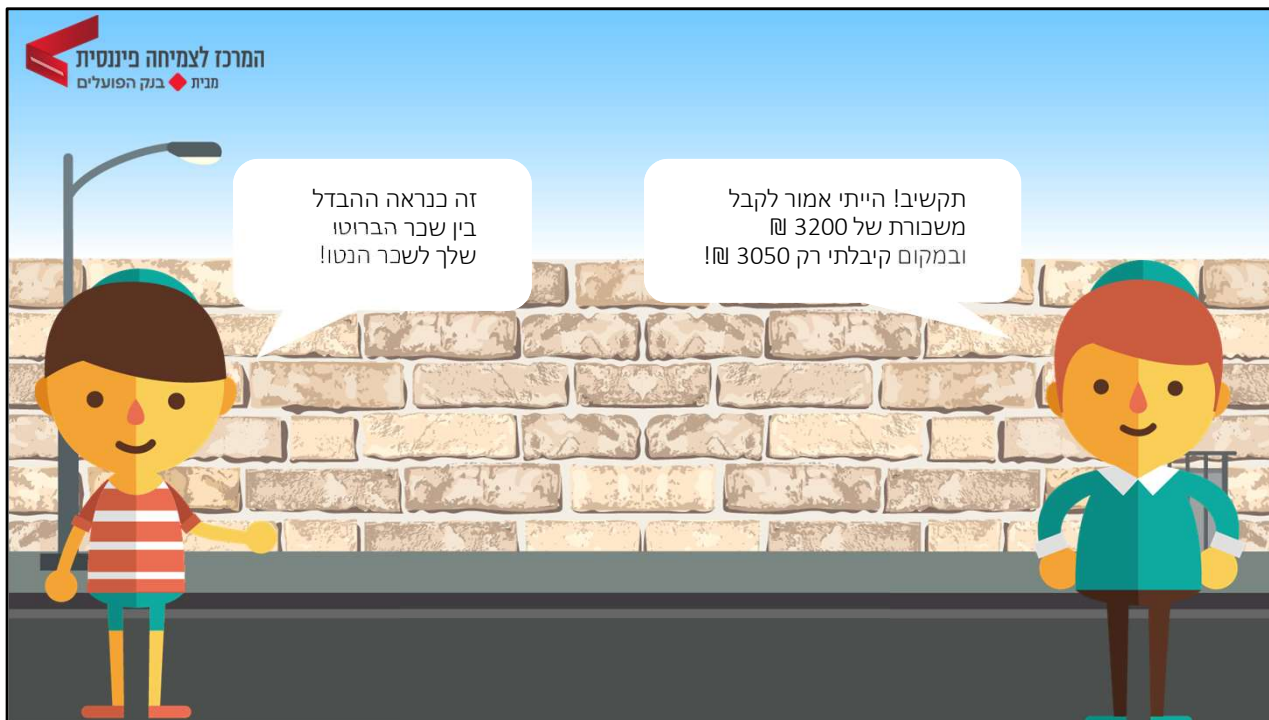 המרכז לצמיחה פיננסית
מבית בנק הפועלים
תקשיב! הייתי אמור לקבל
משכורת של 3200 ₪
ובמקום קיבלתי רק 3050 ₪!
זה כנראה ההבדל
בין שכר הברוטו
שלך לשכר הנטו!